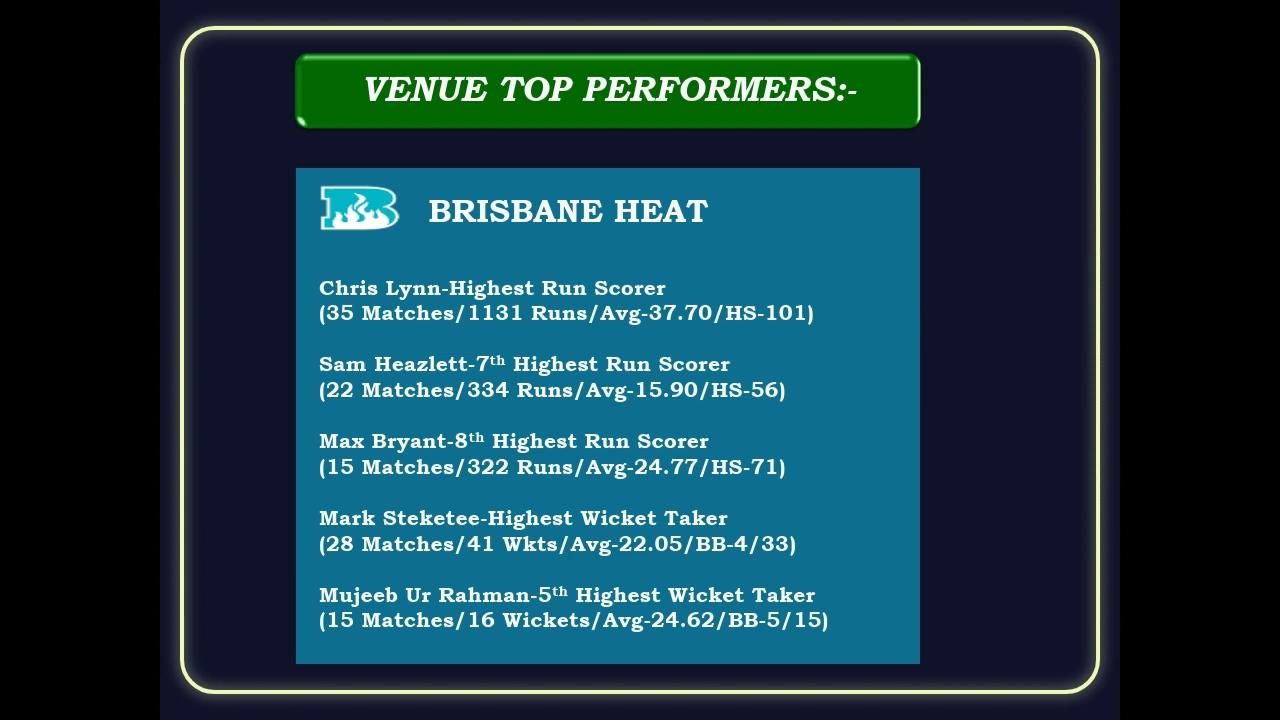 VENUE TOP PERFORMERS:-
B BRISBANE HEAT
Chris Lynn-Highest Run Scorer
(35 Matches/1131 Runs/Avg-37.70/HS-101)
Sam Heazlett-7th Highest Run Scorer
(22 Matches/334 Runs/Avg-15.90/HS-56)
Max Bryant-8th Highest Run Scorer
(15 Matches/322 Runs/Avg-24.77/HS-71)
Mark Steketee-Highest Wicket Taker
(28 Matches/41 Wkts/Avg-22.05/BB-4/33)
Mujeeb Ur Rahman-5th Highest Wicket Taker
(15 Matches/16 Wickets/Avg-24.62/BB-5/15)